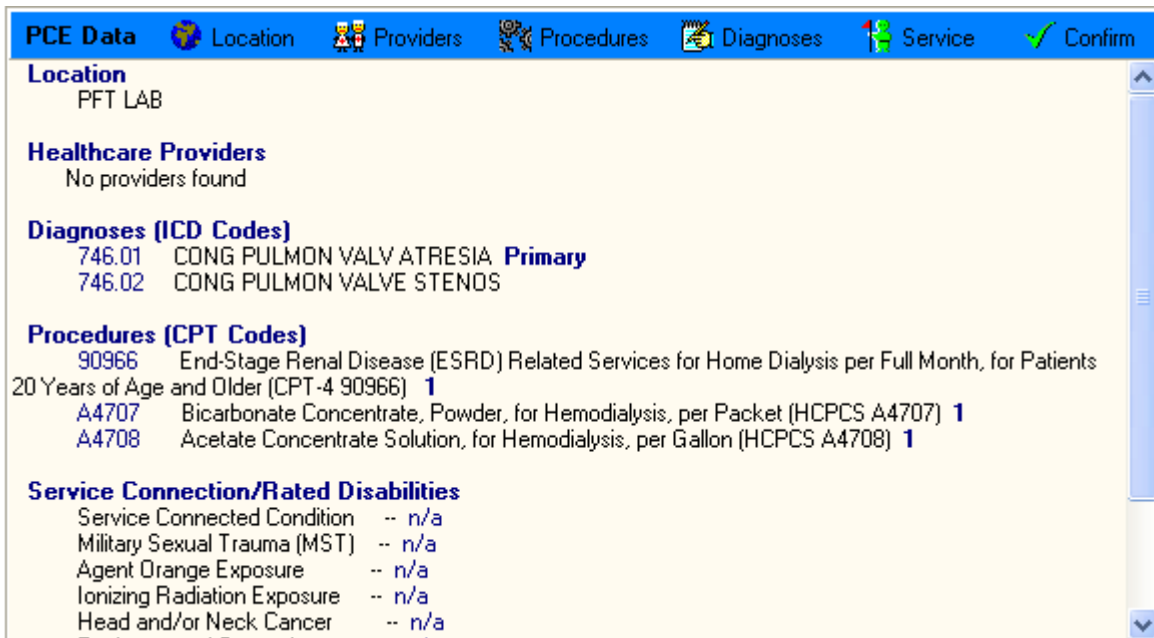 PCE Data Location Providers Procedures Diagnoses Service Confirm
Location
PFT LAB
Healthcare Providers
No providers found
Diagnoses (ICD Codes)
746.01 CONG PULMON VALV ATRESIA Primary
746.02 CONG PULMON VALVE STENOS
Procedures (CPT Codes)
90966 End-Stage Renal Disease (ESRD) Related Services for Home Dialysis per Full Month, for Patients
20 Years of Age and Older (CPT-4 90966) 1
A4707 Bicarbonate Concentrate, Powder, for Hemodialysis, per Packet (HCPCS A4707) 1
A4708 Acetate Concentrate Solution, for Hemodialysis, per Gallon (HCPCS A4708) 1
Service Connection/Rated Disabilities
Service Connected Condition -- n/a
Military Sexual Trauma (MST) -- n/a
Agent Orange Exposure -- n/a
Ionizing Radiation Exposure -- n/a
Head and/or Neck Cancer -- n/a